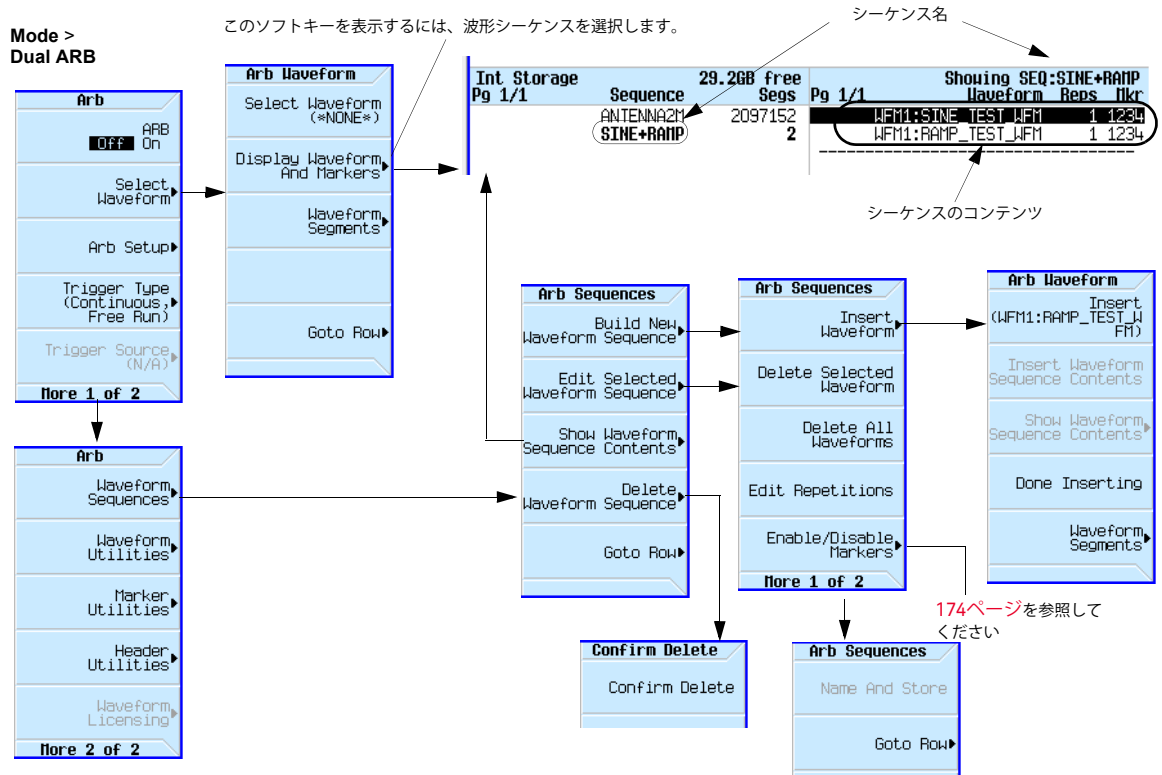 Mode >
Dual ARB
このソフトキーを表示するには、波形シーケンスを選択します。
シーケンス名
Arb
ARB
Off On
Select
Waveform
Arb Setup
Trigger Type
(Continuous,
Free Run)
Trigger Source
(N/A)
More 1 of 2
Arb Waveform
Select Waveform
(*NONE*)
Display Waveform
And Markers
Waveform
Segments
Goto Row
Int Storage 29.2GB free
Pg 1/1 Sequence Segs
ANTENNA2M 2097152
SINE+RAMP 2
Showing SEQ:SINE+RAMP
Pg 1/1 Waveform Reps Mkr
WFM1:SINE_TEST_WFM 1 1234
WFM1:RAMP_TEST_WFM 1 1234
シーケンスのコンテンツ
Arb
Waveform
Sequences
Waveform
Utilities
Marker
Utilities
Header
Utilities
Waveform
Licensing
More 2 of 2
Arb Sequences
Build New
Waveform Sequence
Edit Selected
Waveform Sequence
Show Waveform
Sequence Contents
Delete
Waveform Sequence
Goto Row
Arb Sequences
Insert
Waveform
Delete Selected
Waveform
Delete All
Waveforms
Edit Repetitions
Enable/Disable
Markers
More 1 of 2
Arb Waveform
Insert
(WFM1:RAMP_TEST_W
FM)
Insert Waveform
Sequence Contents
Show Waveform
Sequence Contents
Done Inserting
Waveform
Segments
174ページを参照して
ください
Confirm Delete
Confirm Delete
Arb Sequences
Name And Store
Goto Row